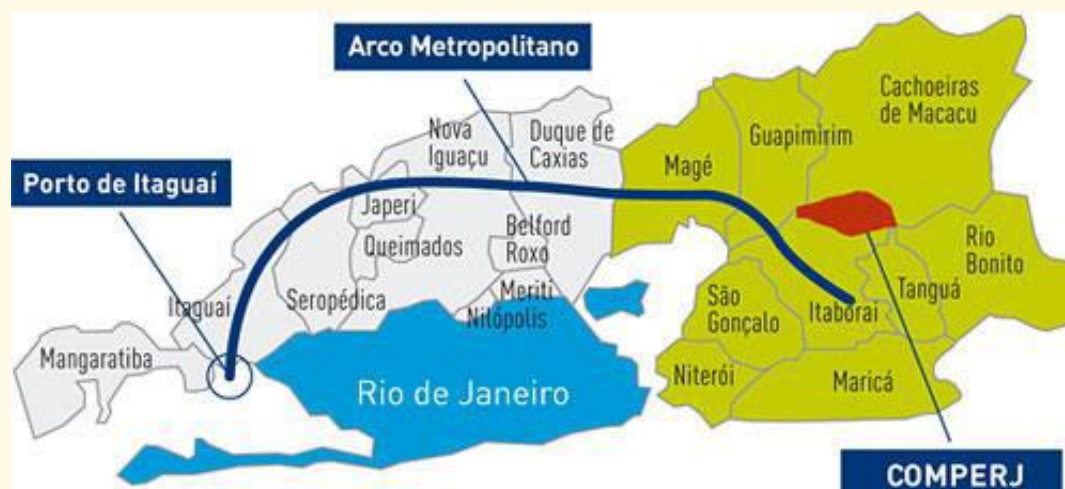 Arco Metropolitano
Cachoeiras
de Macacu
Nova
Iguaçu
Duque de
Caxias
Guapimirim
Magé
Porto de Itaguaí
Japeri
Queimados
Belford
Roxo
Rio
Bonito
Itaguaí
Seropédica
Meriti
Nilópolis
São
Gonçalo
Itaboraí
Tanguá
Mangaratiba
Rio de Janeiro
Niterói
Maricá
COMPERJ